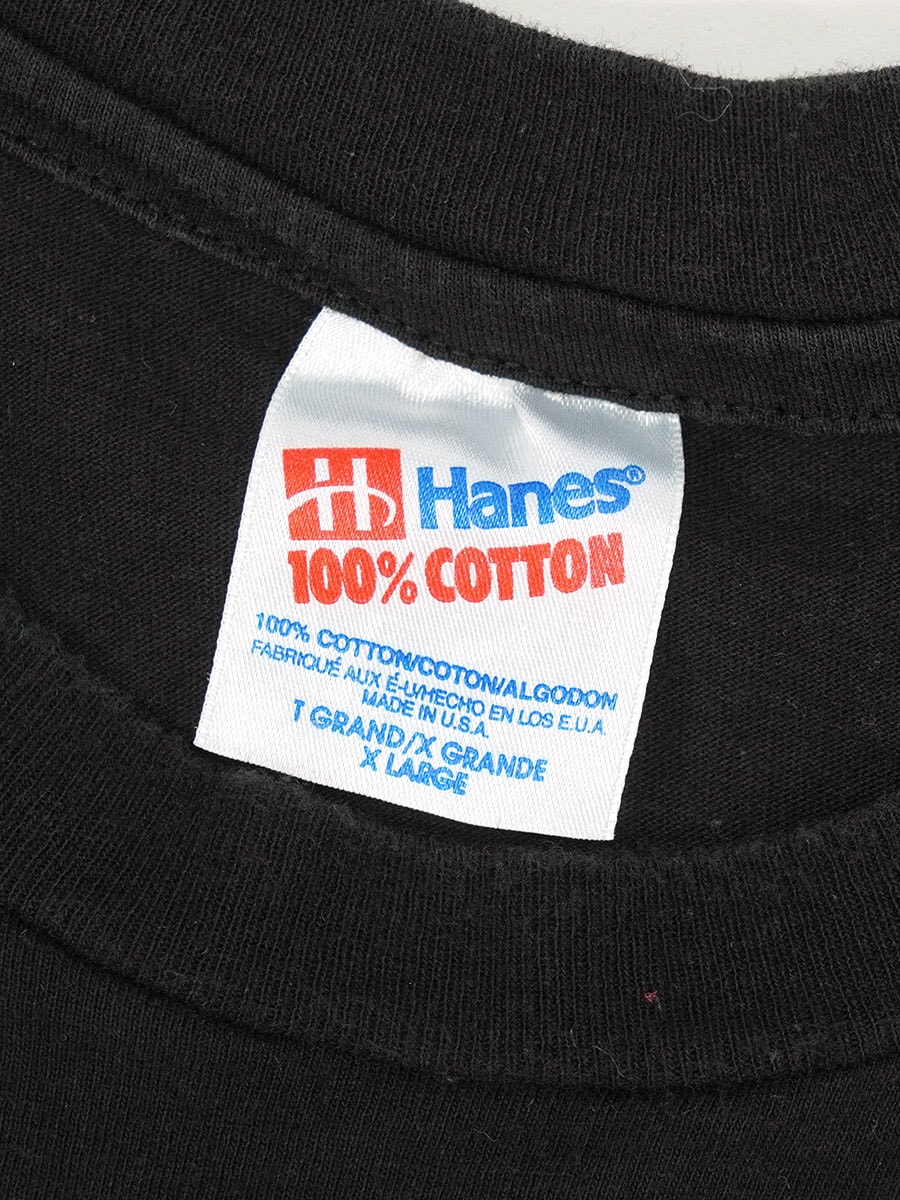 H Hanes®
100% COTTON
100% COTTON/COTON/ALGODON
FABRIQUÉ AUX É-U/HECHO EN LOS E.U.A.
MADE IN U.S.A.
T GRAND/X GRANDE
X LARGE